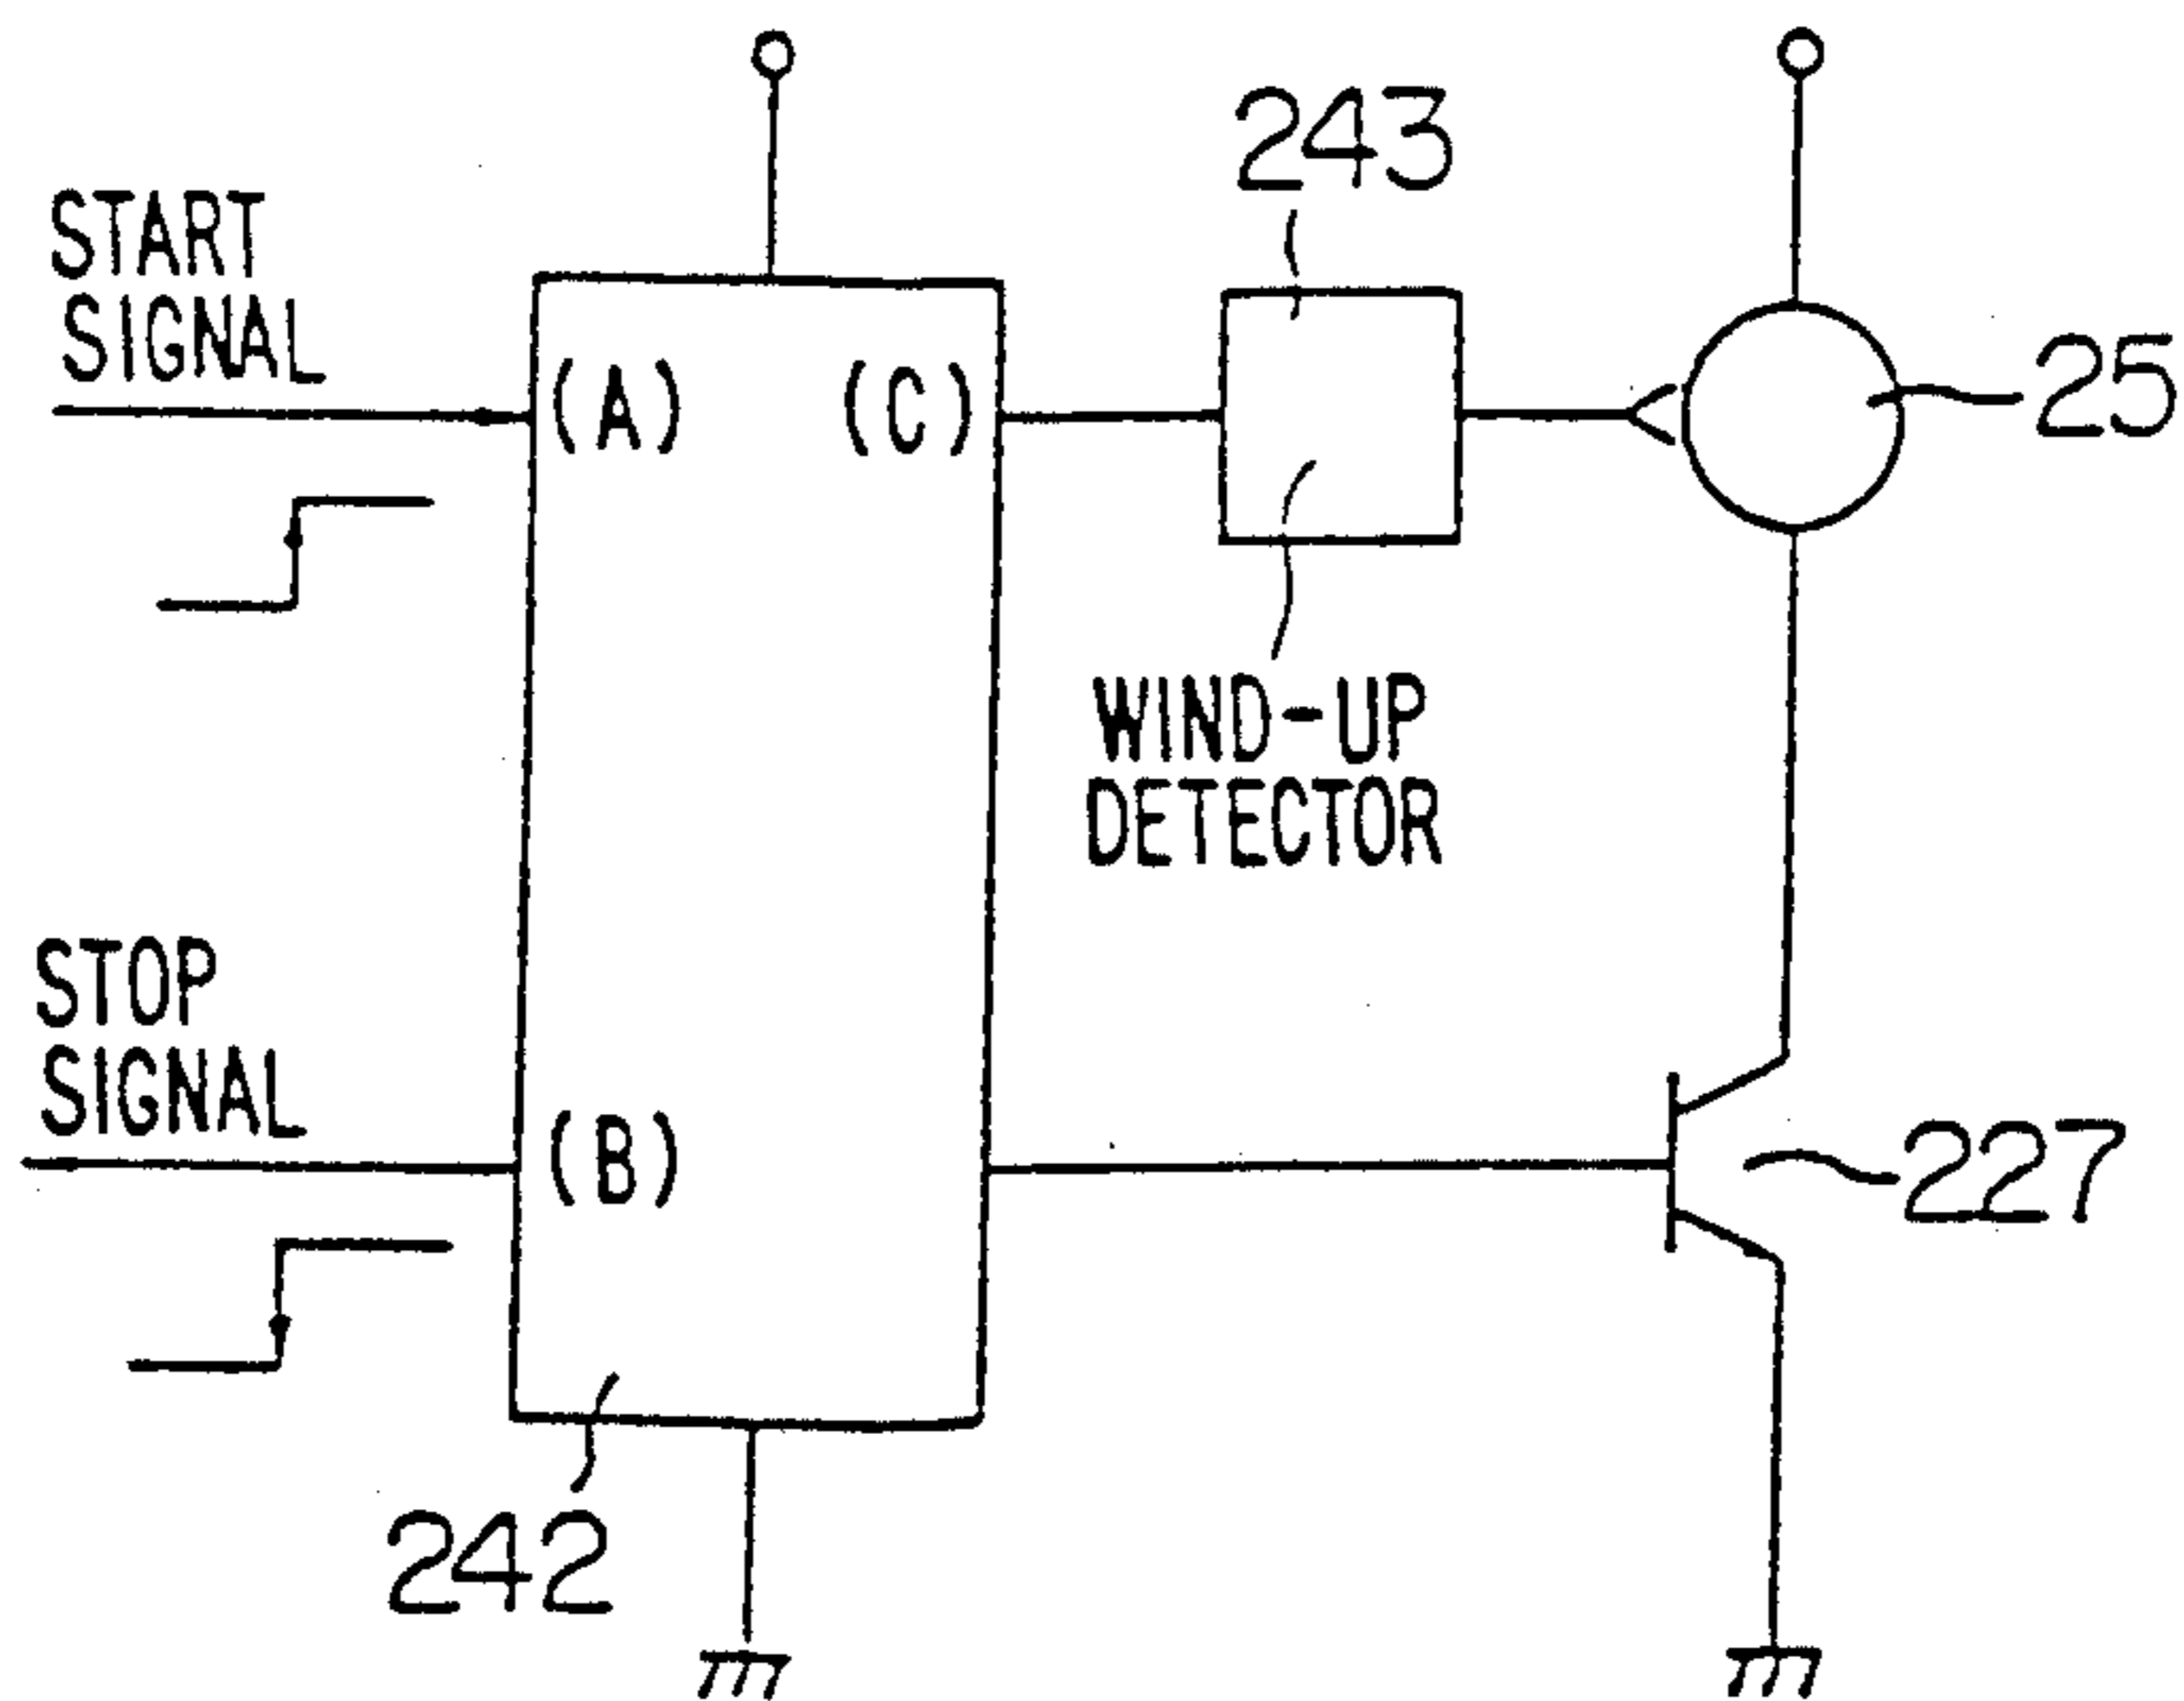 243
START
SIGNAL
(A)
(C)
25
WIND-UP
DETECTOR
STOP
SIGNAL
(B)
227
242